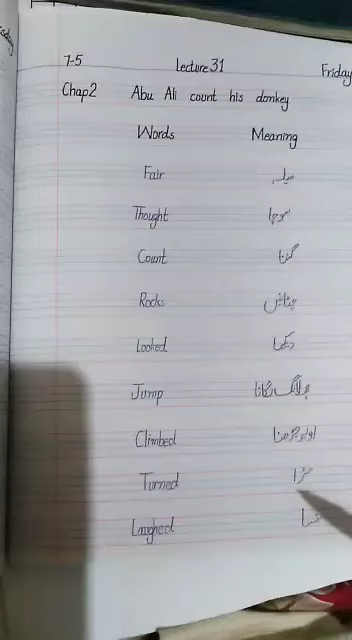 7-5 Lecture 31 Friday
Chap2 Abu Ali count his donkey
Words Meaning
Fair میلہ
Thought سوچا
Count گننا
Rocks چٹانیں
Looked دیکھا
Jump چھلانگ لگانا
Climbed اوپر چڑھنا
Turned مڑا
Laughed ہنسا